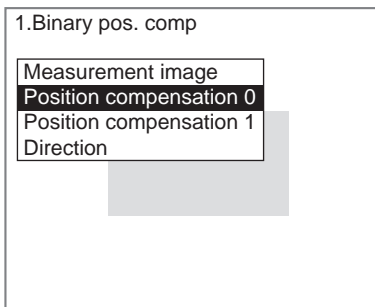 1.Binary pos. comp
Measurement image
Position compensation 0
Position compensation 1
Direction